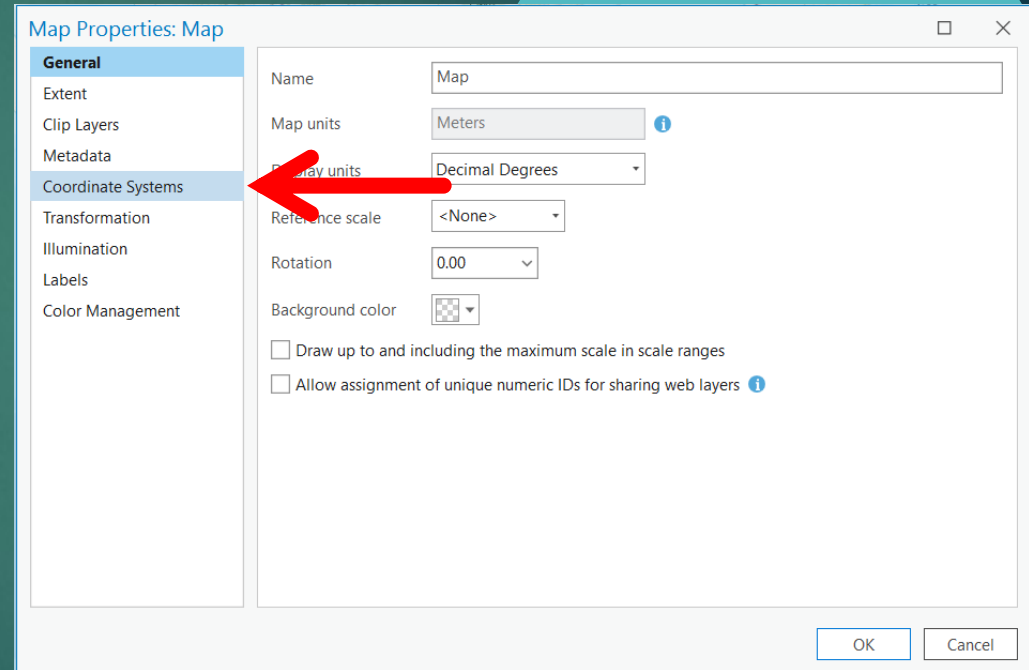 Map Properties: Map
General
Extent
Clip Layers
Metadata
Coordinate Systems
Transformation
Illumination
Labels
Color Management
Name
Map
Map units
Meters
Display units
Decimal Degrees
Reference scale
<None>
Rotation
0.00
Background color
Draw up to and including the maximum scale in scale ranges
Allow assignment of unique numeric IDs for sharing web layers
OK
Cancel